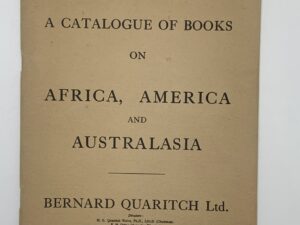 A CATALOGUE OF BOOKS
ON
AFRICA, AMERICA
AND
AUSTRALASIA
BERNARD QUARITCH Ltd.